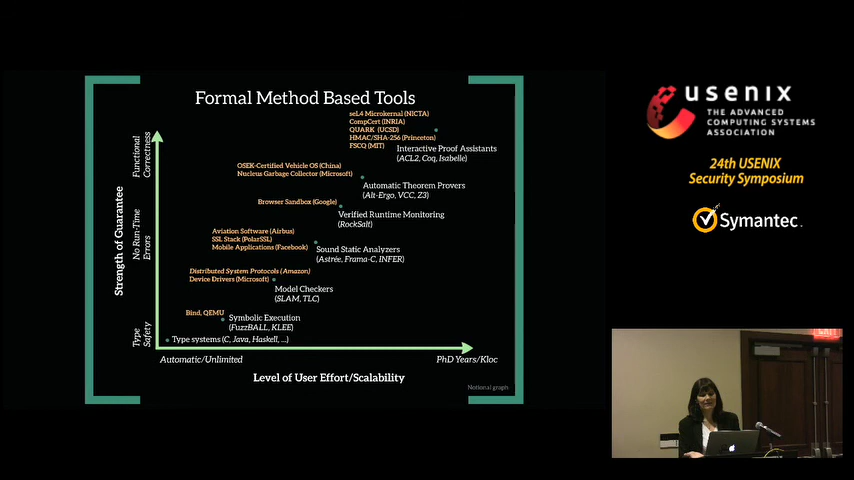 Formal Method Based Tools
Strength of Guarantee
Functional
Correctness
No Run-Time
Errors
Type
Safety
seL4 Microkernel (NICTA)
CompCert (INRIA)
QUARK (UCSD)
HMAC/SHA-256 (Princeton)
FSCQ (MIT)
Interactive Proof Assistants
(ACL2, Coq, Isabelle)
OSEK-Certified Vehicle OS (China)
Nucleus Garbage Collector (Microsoft)
Automatic Theorem Provers
(Alt-Ergo, VCC, Z3)
Browser Sandbox (Google)
Verified Runtime Monitoring
(RockSalt)
Aviation Software (Airbus)
SSL Stack (PolarSSL)
Mobile Applications (Facebook)
Sound Static Analyzers
(Astrée, Frama-C, INFER)
Distributed System Protocols (Amazon)
Device Drivers (Microsoft)
Model Checkers
(SLAM, TLC)
Bind, QEMU
Symbolic Execution
(FuzzBALL, KLEE)
Type systems (C, Java, Haskell, ...)
Automatic/Unlimited
PhD Years/Kloc
Level of User Effort/Scalability
Notional graph
usenix
THE ADVANCED
COMPUTING SYSTEMS
ASSOCIATION
24th USENIX
Security Symposium
Symantec.